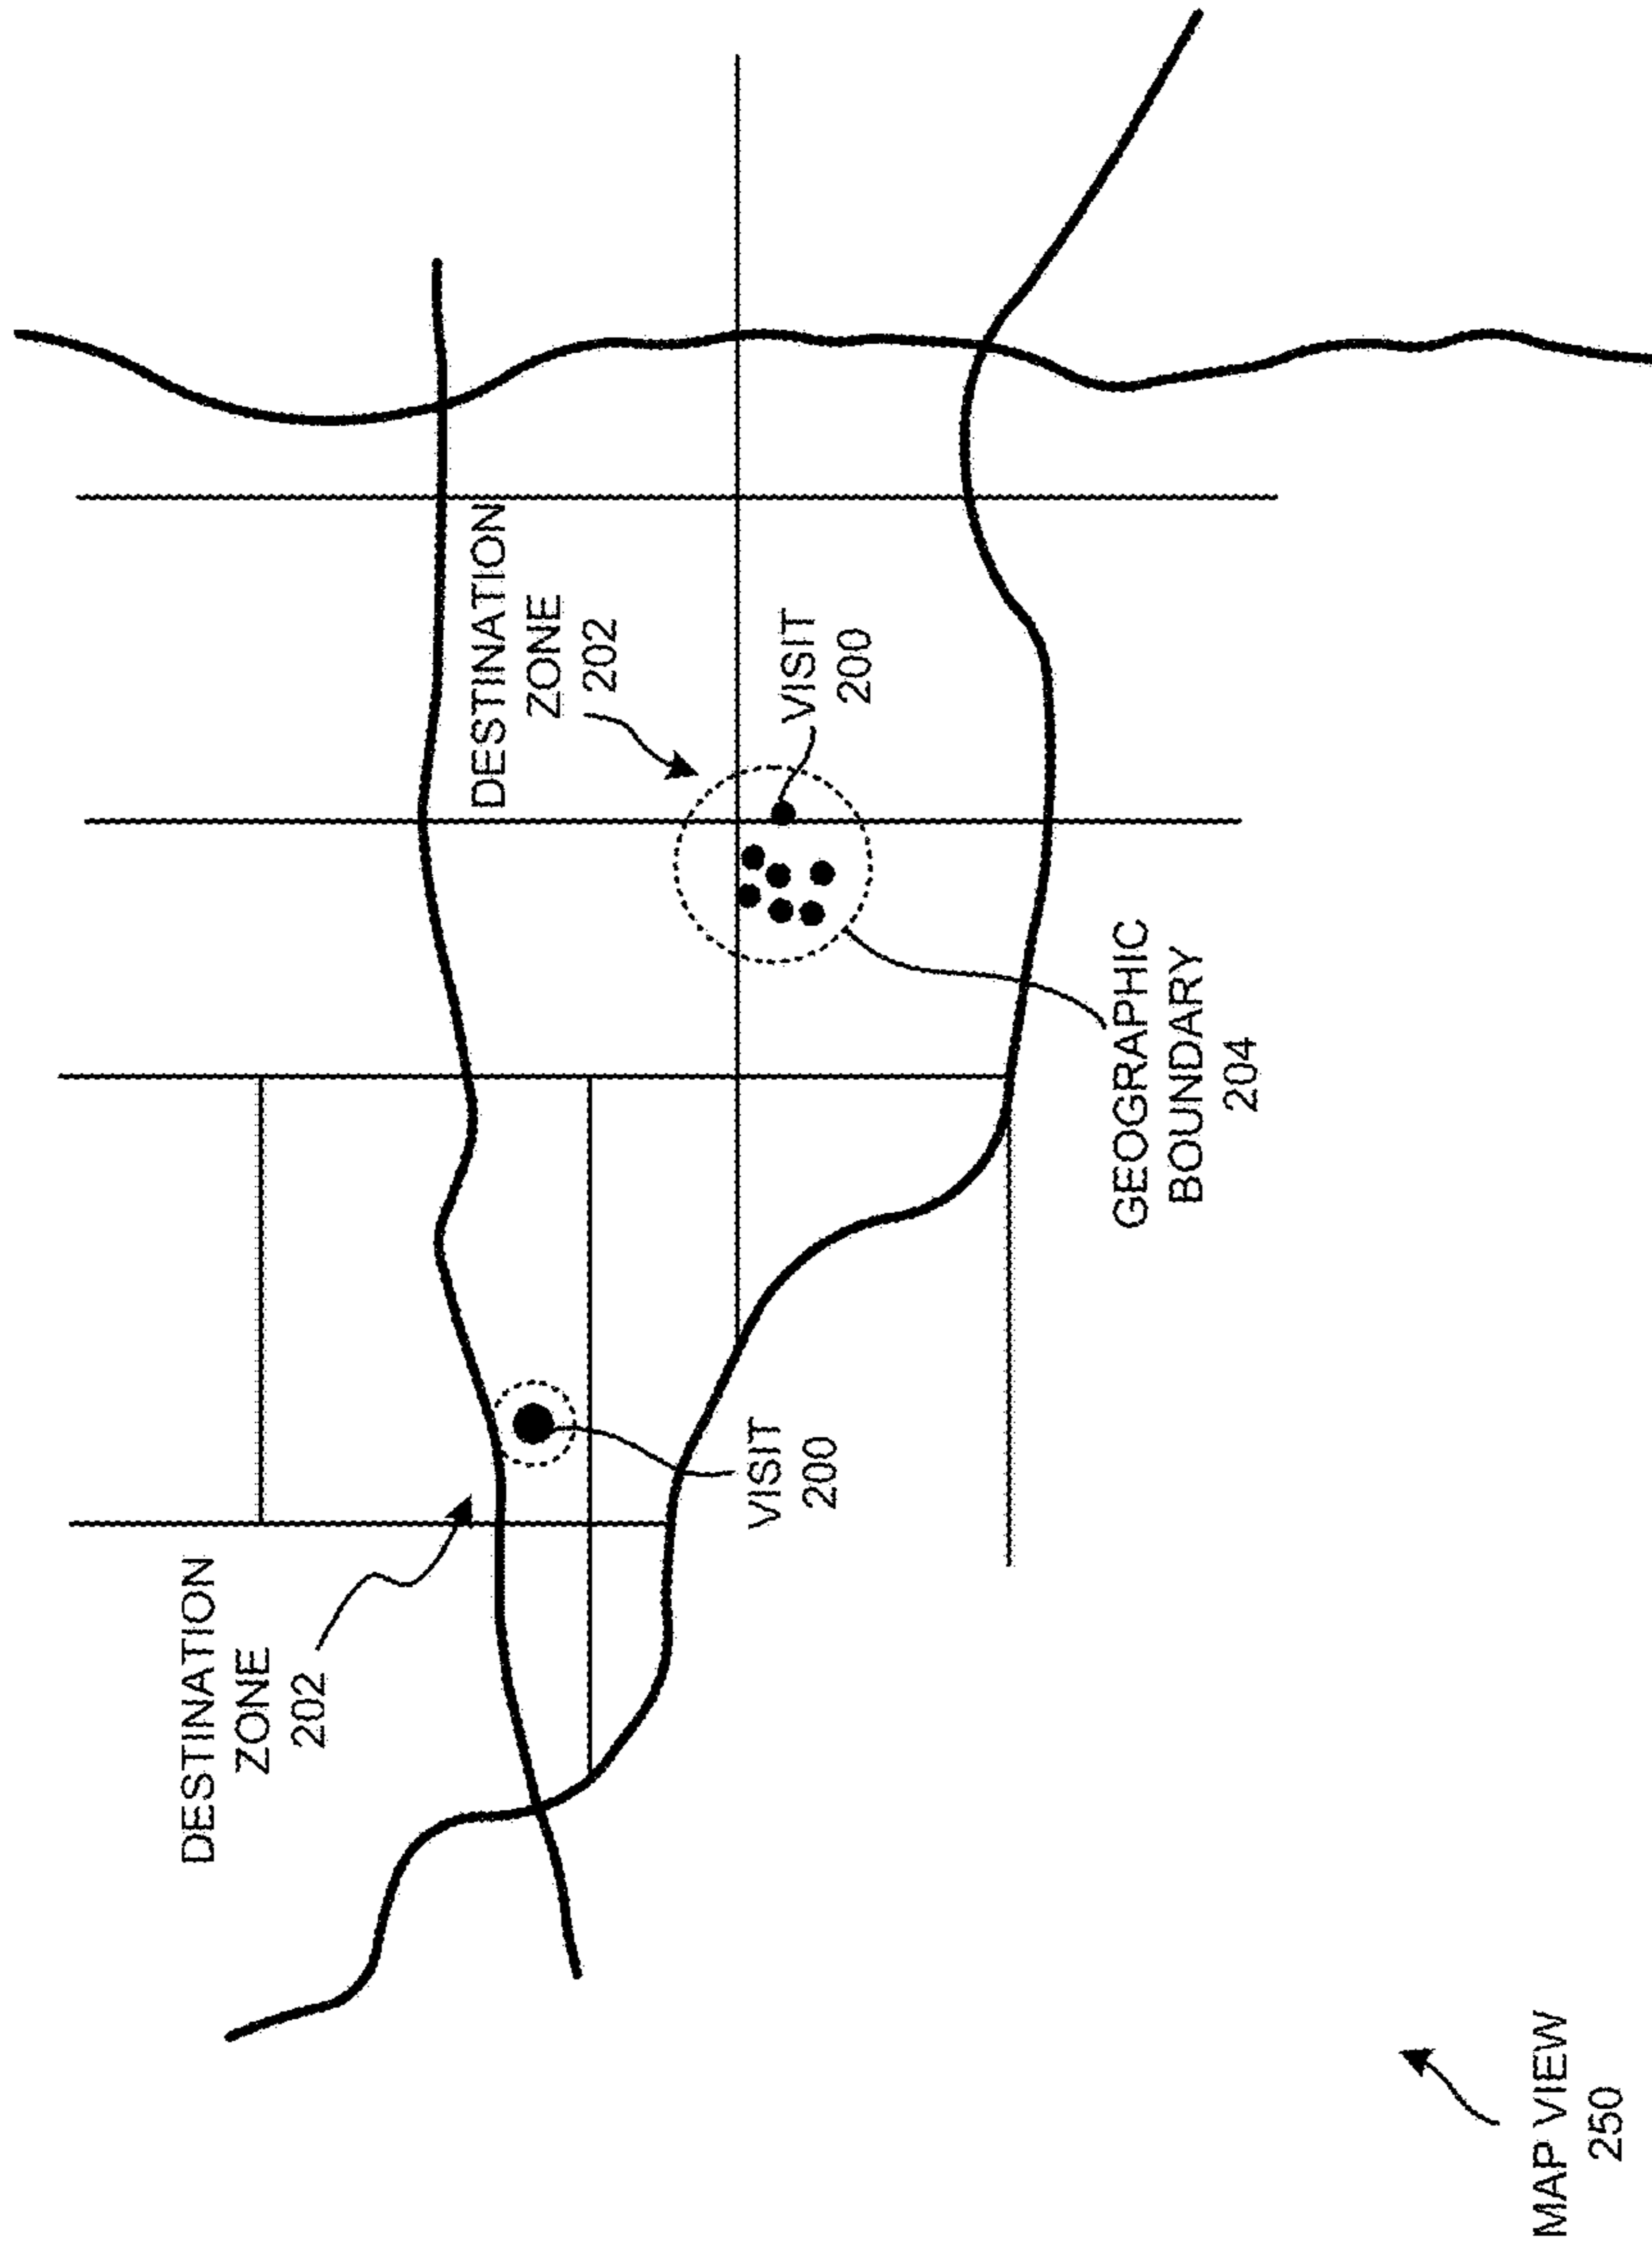 DESTINATION
ZONE
202
DESTINATION
ZONE
202
VISIT
200
VISIT
200
GEOGRAPHIC
BOUNDARY
204
MAP VIEW
250